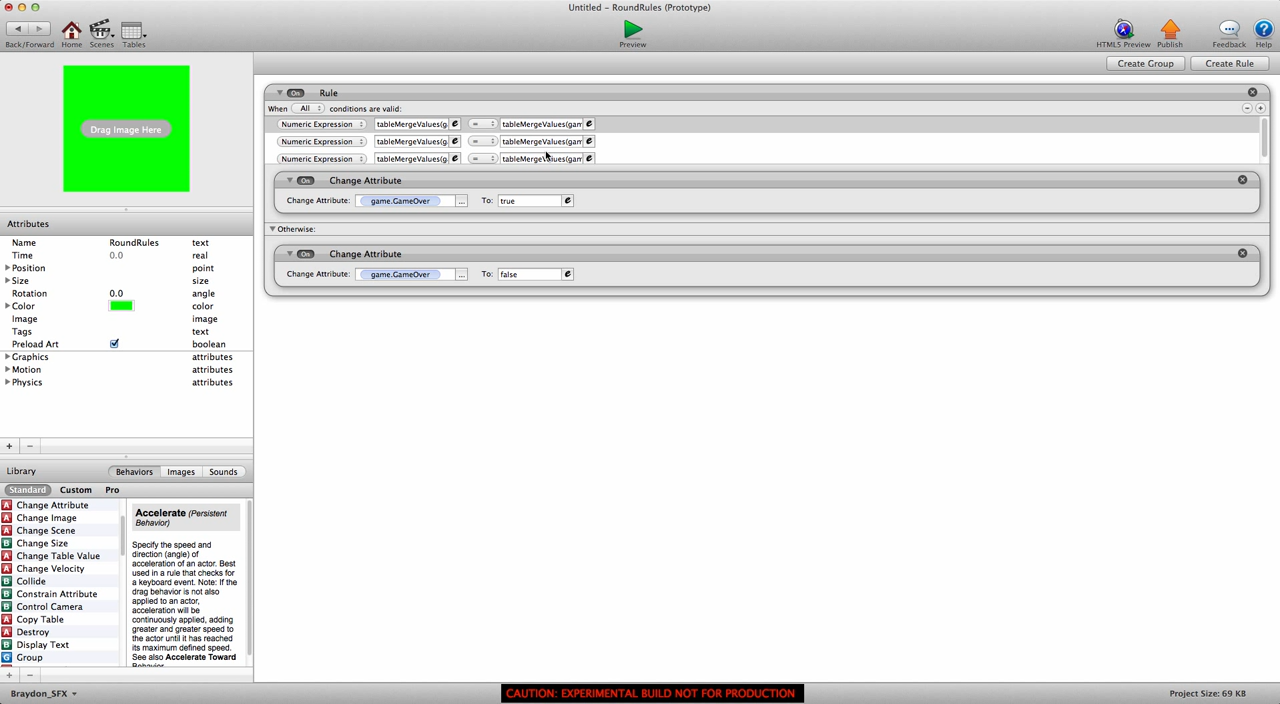 Untitled – RoundRules (Prototype)
Back/Forward
Home
Scenes
Tables
Preview
HTML5 Preview
Publish
Feedback
Help
Create Group
Create Rule
Drag Image Here
Attributes
Name RoundRules text
Time 0.0 real
Position point
Size size
Rotation 0.0 angle
Color color
Image image
Tags text
Preload Art boolean
Graphics attributes
Motion attributes
Physics attributes
+ −
Library Behaviors Images Sounds
Standard Custom Pro
A Change Attribute
A Change Image
A Change Scene
B Change Size
A Change Table Value
A Change Velocity
B Collide
B Constrain Attribute
B Control Camera
A Copy Table
A Destroy
B Display Text
G Group
Accelerate (Persistent
Behavior)
Specify the speed and
direction (angle) of
acceleration of an actor. Best
used in a rule that checks for
a keyboard event. Note: If the
drag behavior is not also
applied to an actor,
acceleration will be
continuously applied, adding
greater and greater speed to
the actor until it has reached
its maximum defined speed.
See also Accelerate Toward
Behavior.
+ −
Braydon_SFX
On Rule
When All conditions are valid:
Numeric Expression tableMergeValues(g e = tableMergeValues(gam e
Numeric Expression tableMergeValues(g e = tableMergeValues(gam e
Numeric Expression tableMergeValues(g e = tableMergeValues(gam e
On Change Attribute
Change Attribute: game.GameOver ... To: true e
Otherwise:
On Change Attribute
Change Attribute: game.GameOver ... To: false e
CAUTION: EXPERIMENTAL BUILD NOT FOR PRODUCTION
Project Size: 69 KB